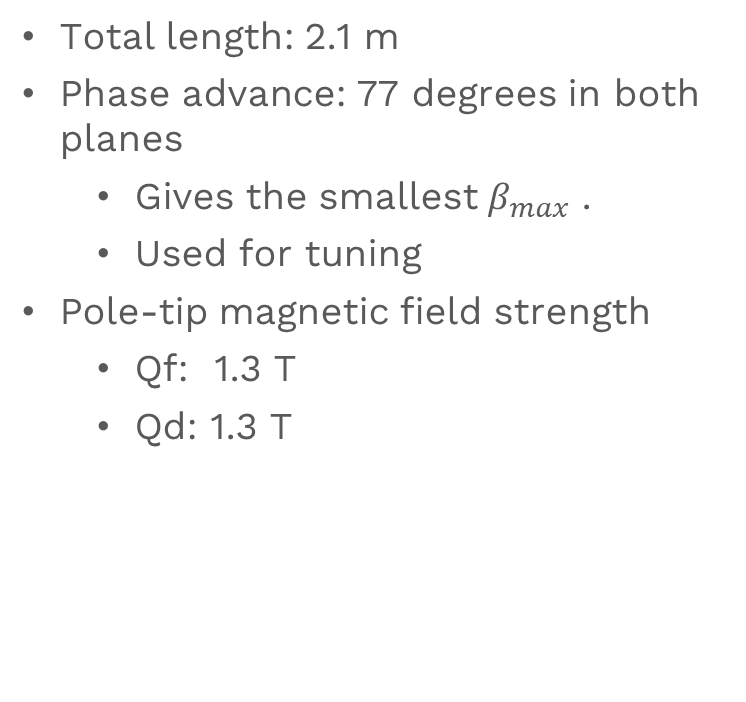 • Total length: 2.1 m
• Phase advance: 77 degrees in both
planes
• Gives the smallest βmax .
• Used for tuning
• Pole-tip magnetic field strength
• Qf: 1.3 T
• Qd: 1.3 T